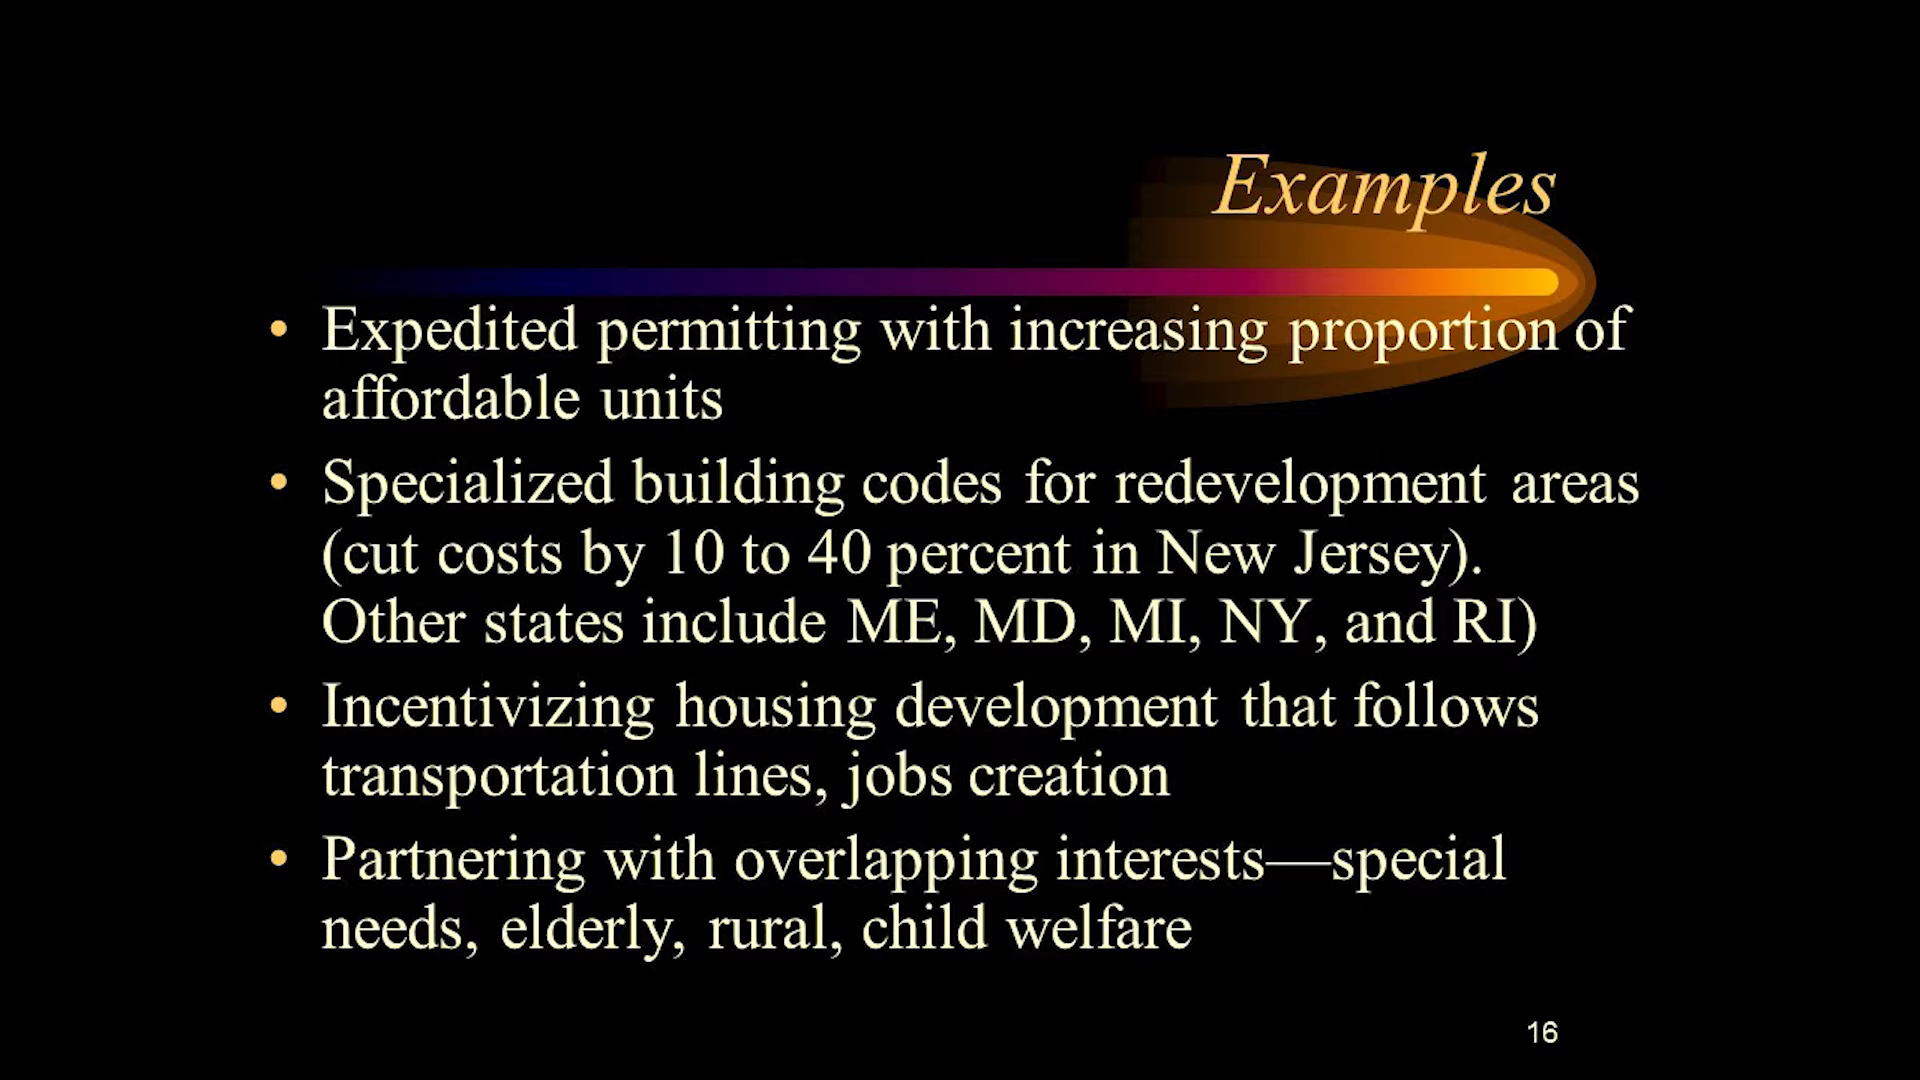 Examples
• Expedited permitting with increasing proportion of
affordable units
• Specialized building codes for redevelopment areas
(cut costs by 10 to 40 percent in New Jersey).
Other states include ME, MD, MI, NY, and RI)
• Incentivizing housing development that follows
transportation lines, jobs creation
• Partnering with overlapping interests—special
needs, elderly, rural, child welfare
16